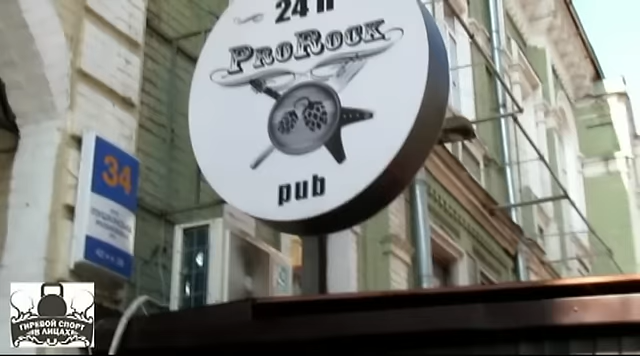 24 h
PROROCK
pub
34
ГИРЕВОЙ СПОРТ
В ЛИЦАХ